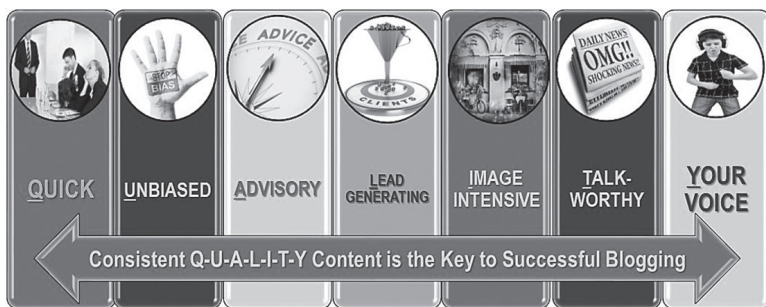 STOP
BIAS
E ADVICE A
CLIENTS
DAILY NEWS
OMG!!
SHOCKING NEWS!!
QUICK
UNBIASED
ADVISORY
LEAD
GENERATING
IMAGE
INTENSIVE
TALK-
WORTHY
YOUR
VOICE
Consistent Q-U-A-L-I-T-Y Content is the Key to Successful Blogging